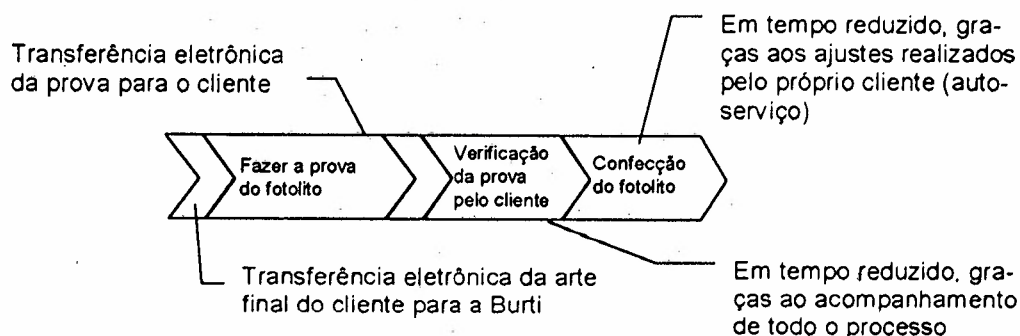 Transferência eletrônica
da prova para o cliente
Em tempo reduzido, gra-
ças aos ajustes realizados
pelo próprio cliente (auto-
serviço)
Fazer a prova
do fotolito
Verificação
da prova
pelo cliente
Confecção
do fotolito
Transferência eletrônica da arte
final do cliente para a Burti
Em tempo reduzido, gra-
ças ao acompanhamento
de todo o processo